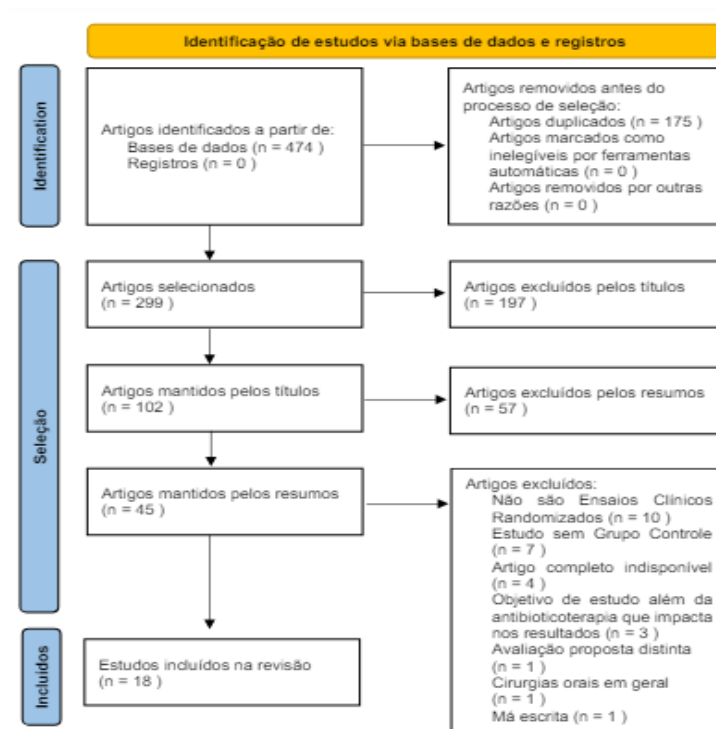 Identificação de estudos via bases de dados e registros
Identification
Artigos identificados a partir de:
Bases de dados (n = 474 )
Registros (n = 0 )
Artigos removidos antes do
processo de seleção:
Artigos duplicados (n = 175 )
Artigos marcados como
inelegíveis por ferramentas
automáticas (n = 0 )
Artigos removidos por outras
razões (n = 0 )
Seleção
Artigos selecionados
(n = 299 )
Artigos excluídos pelos títulos
(n = 197 )
Artigos mantidos pelos títulos
(n = 102 )
Artigos excluídos pelos resumos
(n = 57 )
Artigos mantidos pelos resumos
(n = 45 )
Artigos excluídos:
Não são Ensaios Clínicos
Randomizados (n = 10 )
Estudo sem Grupo Controle
(n = 7 )
Artigo completo indisponível
(n = 4 )
Objetivo de estudo além da
antibioticoterapia que impacta
nos resultados (n = 3 )
Avaliação proposta distinta
(n = 1 )
Cirurgias orais em geral
(n = 1 )
Má escrita (n = 1 )
Incluídos
Estudos incluídos na revisão
(n = 18 )